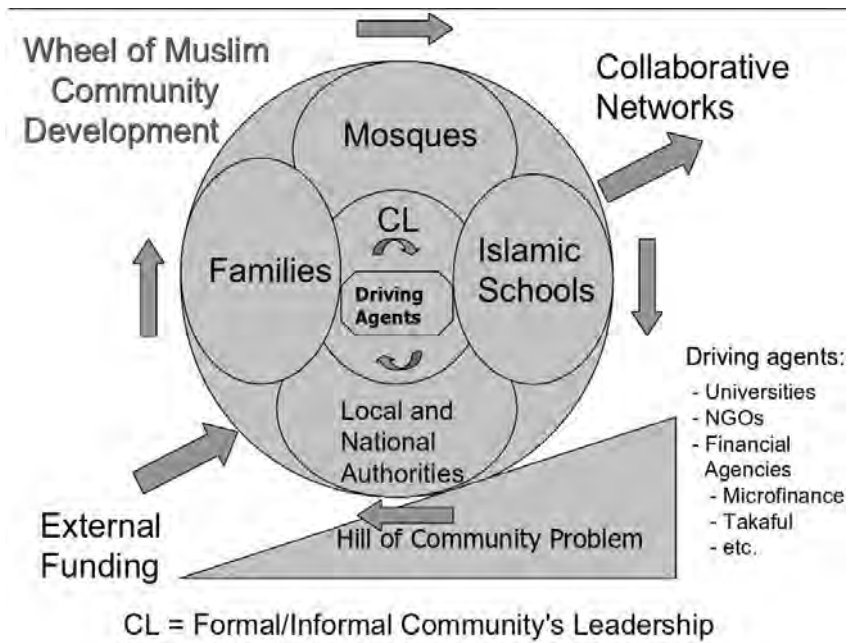 Wheel of Muslim
Community
Development
Collaborative
Networks
Mosques
CL
Families
Islamic
Schools
Driving
Agents
Local and
National
Authorities
External
Funding
Hill of Community Problem
Driving agents:
- Universities
- NGOs
- Financial
Agencies
- Microfinance
- Takaful
- etc.
CL = Formal/Informal Community's Leadership